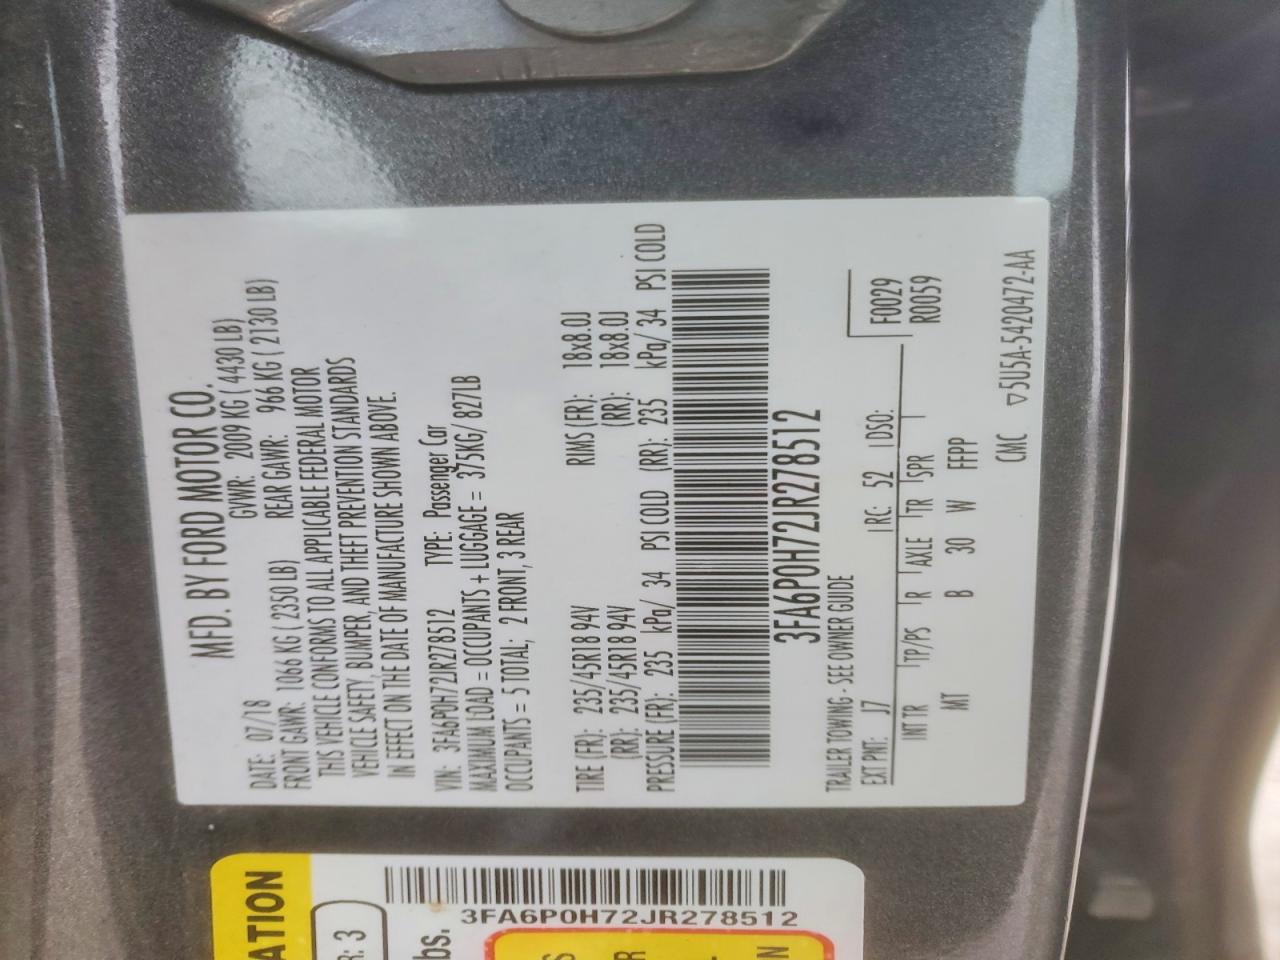 MFD. BY FORD MOTOR CO.
DATE: 07/18 GVWR: 2009 KG ( 4430 LB)
FRONT GAWR: 1066 KG ( 2350 LB) REAR GAWR: 966 KG ( 2130 LB)
THIS VEHICLE CONFORMS TO ALL APPLICABLE FEDERAL MOTOR
VEHICLE SAFETY, BUMPER, AND THEFT PREVENTION STANDARDS
IN EFFECT ON THE DATE OF MANUFACTURE SHOWN ABOVE.
VIN: 3FA6P0H72JR278512 TYPE: Passenger Car
MAXIMUM LOAD = OCCUPANTS + LUGGAGE = 375KG/ 827LB
OCCUPANTS = 5 TOTAL; 2 FRONT, 3 REAR
TIRE (FR): 235/45R18 94V RIMS (FR): 18x8.0J
(RR): 235/45R18 94V (RR): 18x8.0J
PRESSURE (FR): 235 kPa/ 34 PSI COLD (RR): 235 kPa/ 34 PSI COLD
3FA6P0H72JR278512
TRAILER TOWING - SEE OWNER GUIDE
EXT PNT: J7 RC: 52 DSO: F0029
R0059
INT TR TP/PS R AXLE TR SPR
MT B 30 W FFPP
CMC ▽5U5A-5420472-AA
ATION
R: 3
3FA6P0H72JR278512
bs.